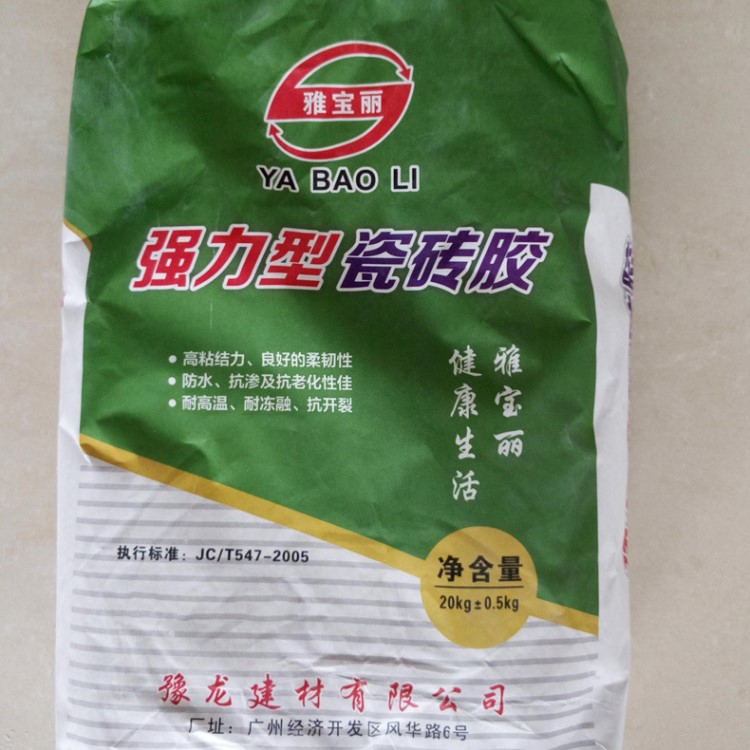 雅宝丽
YA BAO LI
强力型 瓷砖胶
• 高粘结力、良好的柔韧性
• 防水、抗渗及抗老化性佳
• 耐高温、耐冻融、抗开裂
雅宝丽
健康生活
执行标准：JC/T547-2005
净含量
20kg±0.5kg
豫龙建材有限公司
厂址：广州经济开发区风华路6号